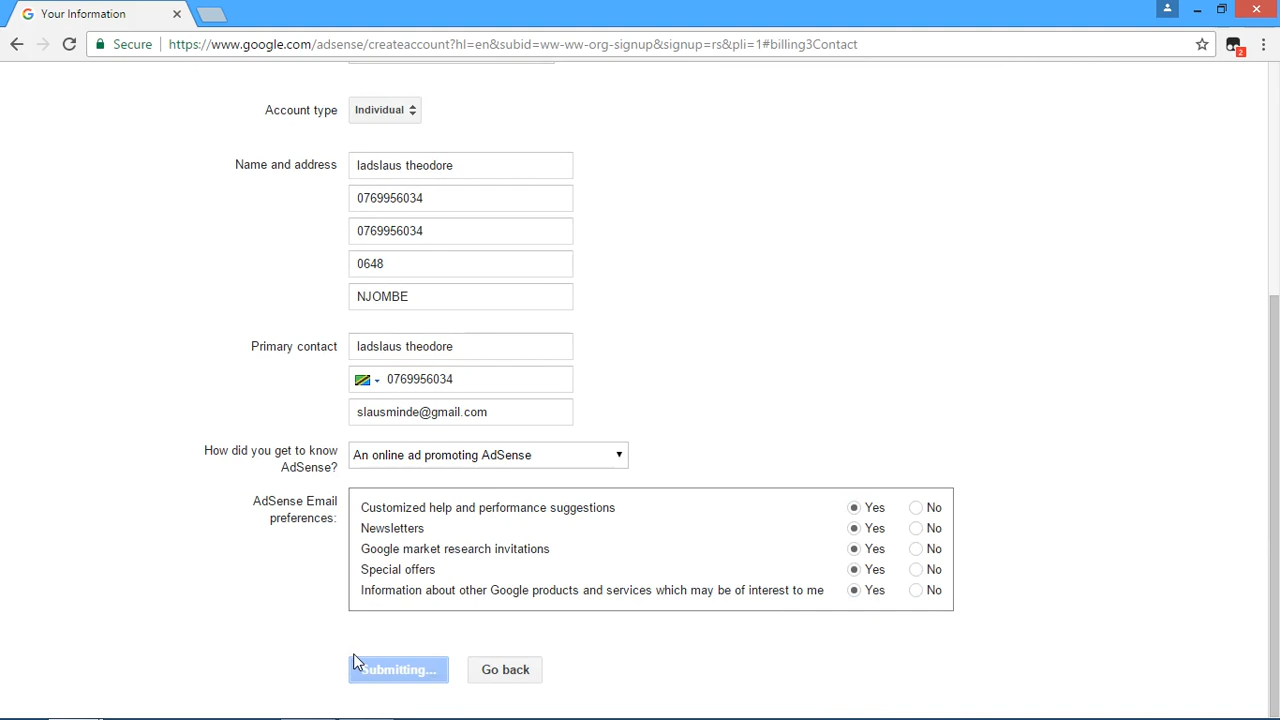 Your Information
Secure
https://www.google.com/adsense/createaccount?hl=en&subid=ww-ww-org-signup&signup=rs&pli=1#billing3Contact
2
Account type
Individual
Name and address
ladslaus theodore
0769956034
0769956034
0648
NJOMBE
Primary contact
ladslaus theodore
0769956034
slausminde@gmail.com
How did you get to know
AdSense?
An online ad promoting AdSense
AdSense Email
preferences:
Customized help and performance suggestions Yes No
Newsletters Yes No
Google market research invitations Yes No
Special offers Yes No
Information about other Google products and services which may be of interest to me Yes No
Submitting... Go back